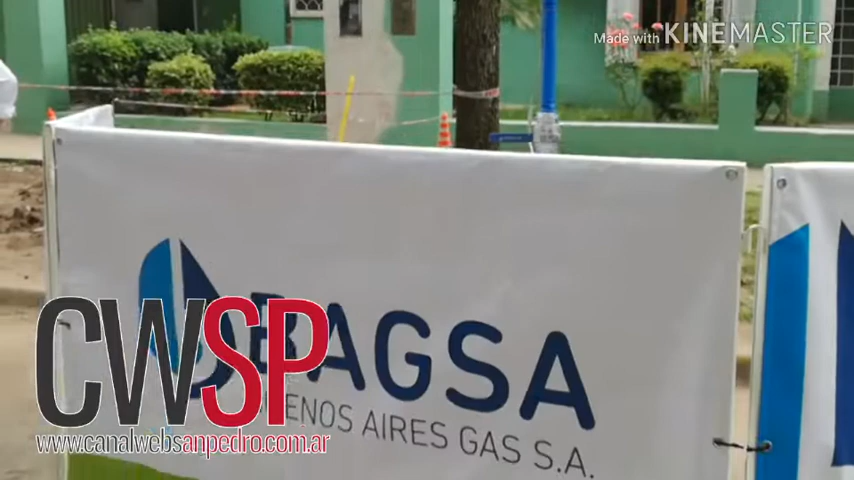 Made with KINEMASTER
BAGSA
ENOS AIRES GAS S.A.
CWSP
www.canalwebsanpedro.com.ar